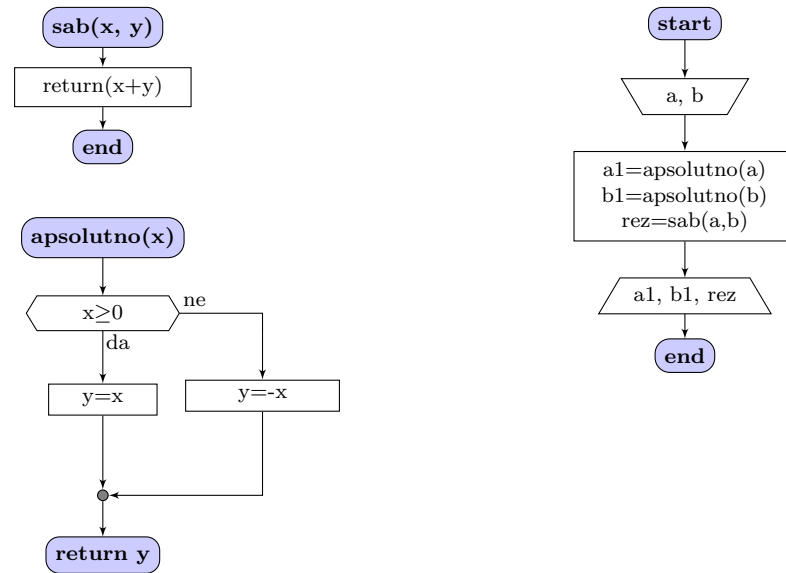 sab(x, y)
return(x+y)
end
apsolutno(x)
x≥0
ne
da
y=x
y=-x
return y
start
a, b
a1=apsolutno(a)
b1=apsolutno(b)
rez=sab(a,b)
a1, b1, rez
end